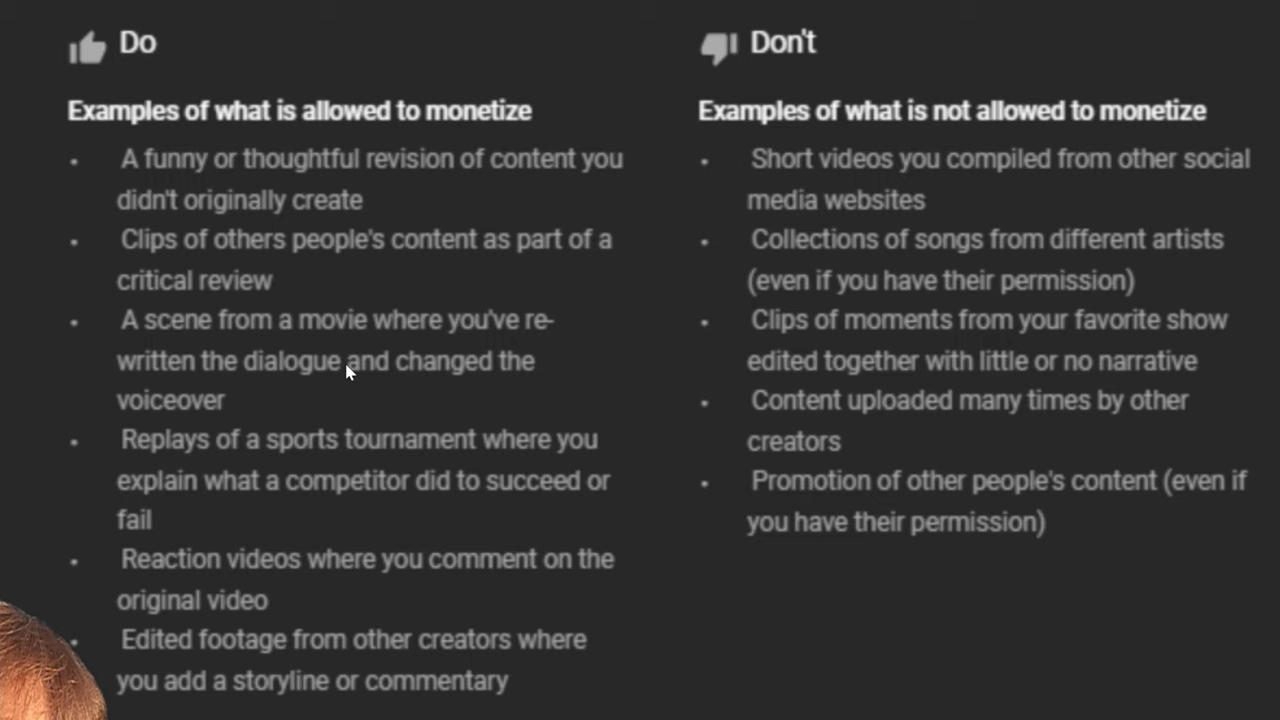 Do
Examples of what is allowed to monetize
A funny or thoughtful revision of content you
didn't originally create
Clips of others people's content as part of a
critical review
A scene from a movie where you've re-
written the dialogue and changed the
voiceover
Replays of a sports tournament where you
explain what a competitor did to succeed or
fail
Reaction videos where you comment on the
original video
Edited footage from other creators where
you add a storyline or commentary
Don't
Examples of what is not allowed to monetize
Short videos you compiled from other social
media websites
Collections of songs from different artists
(even if you have their permission)
Clips of moments from your favorite show
edited together with little or no narrative
Content uploaded many times by other
creators
Promotion of other people's content (even if
you have their permission)